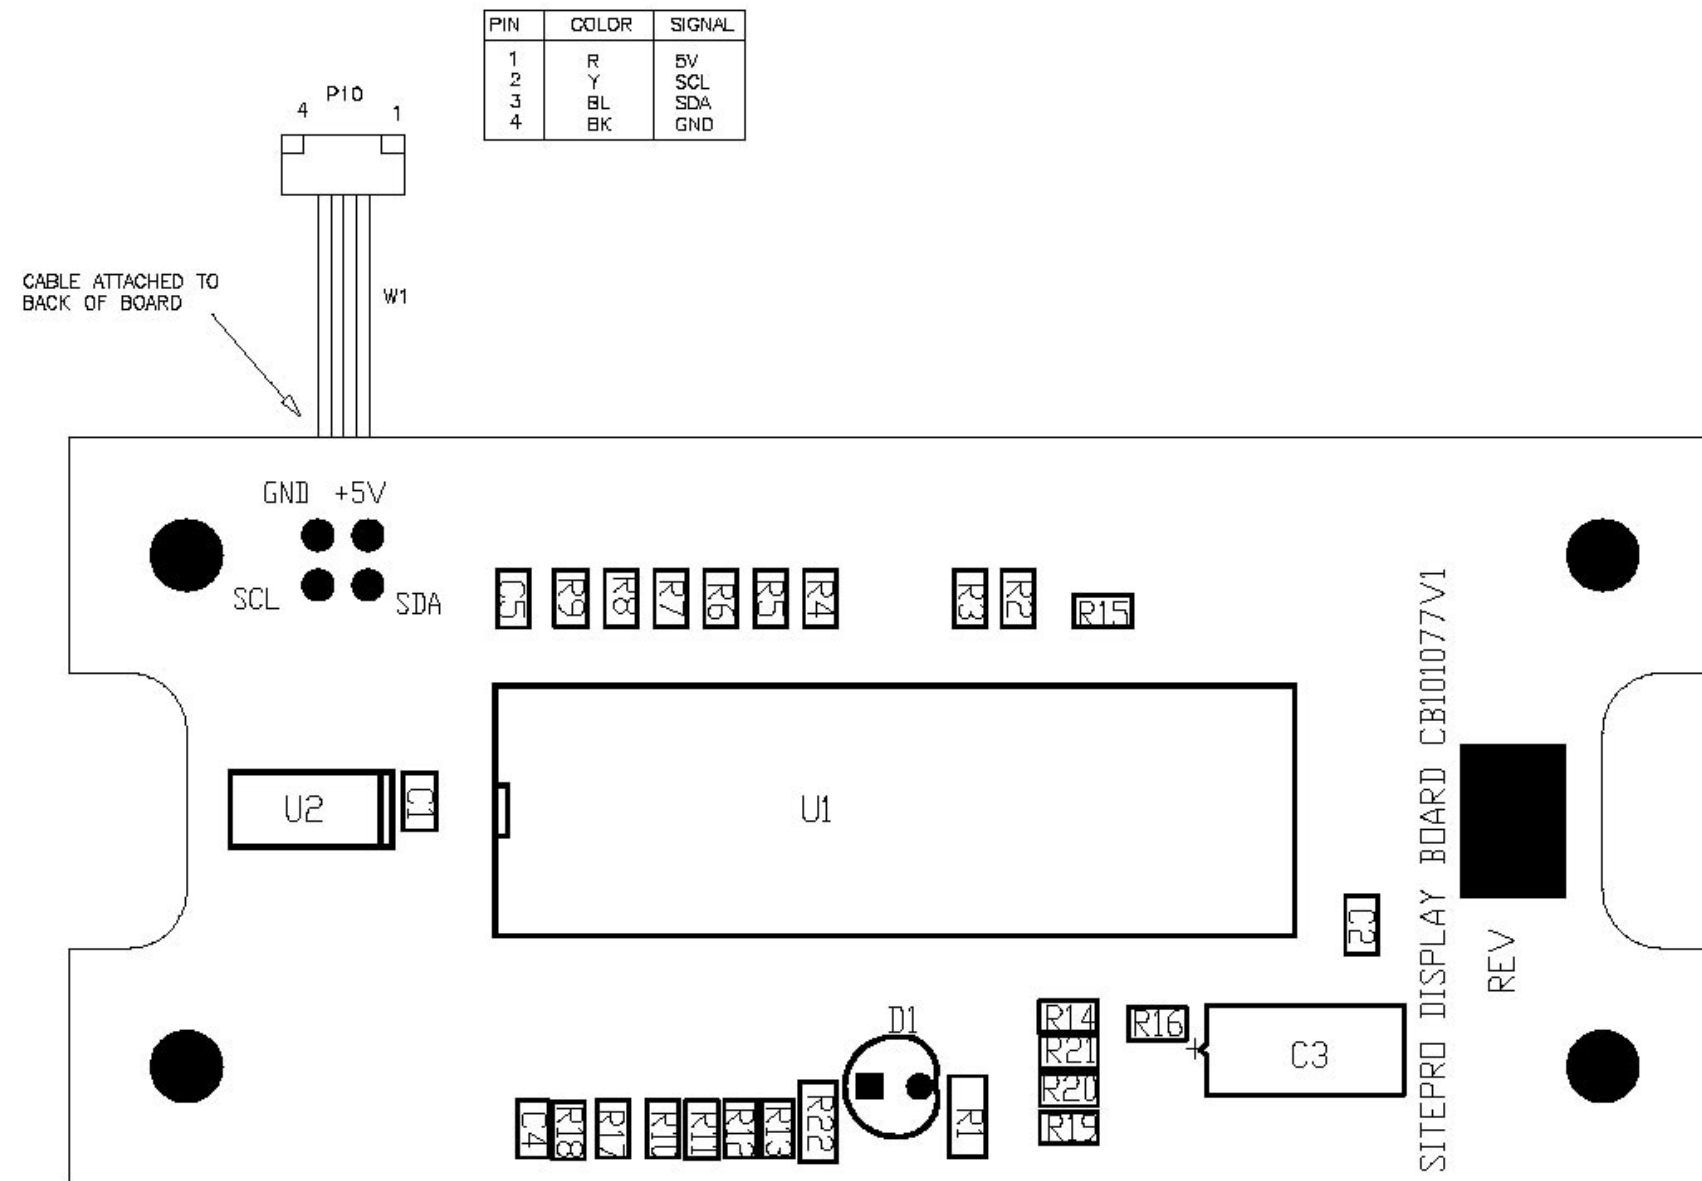 PIN COLOR SIGNAL
1 R 5V
2 Y SCL
3 BL SDA
4 BK GND
P10
4 1
CABLE ATTACHED TO
BACK OF BOARD
W1
GND +5V
SCL SDA
C5 R9 R8 R7 R6 R5 R4 R3 R2 R15
U2 C1 U1
C2
SITEPRO DISPLAY BOARD CB101077V1
REV
D1
R14 R16
R21
C3
R20
R19
C4 R18 R17 R10 R11 R12 R13 R22 R1
+